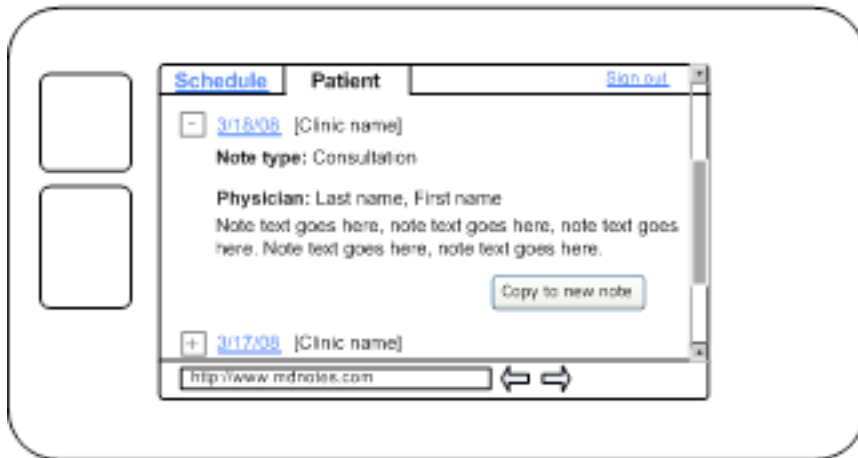 Schedule Patient Sign out
- 3/18/08 [Clinic name]
Note type: Consultation
Physician: Last name, First name
Note text goes here, note text goes here, note text goes
here. Note text goes here, note text goes here.
Copy to new note
+ 3/17/08 [Clinic name]
http://www.mdnotes.com